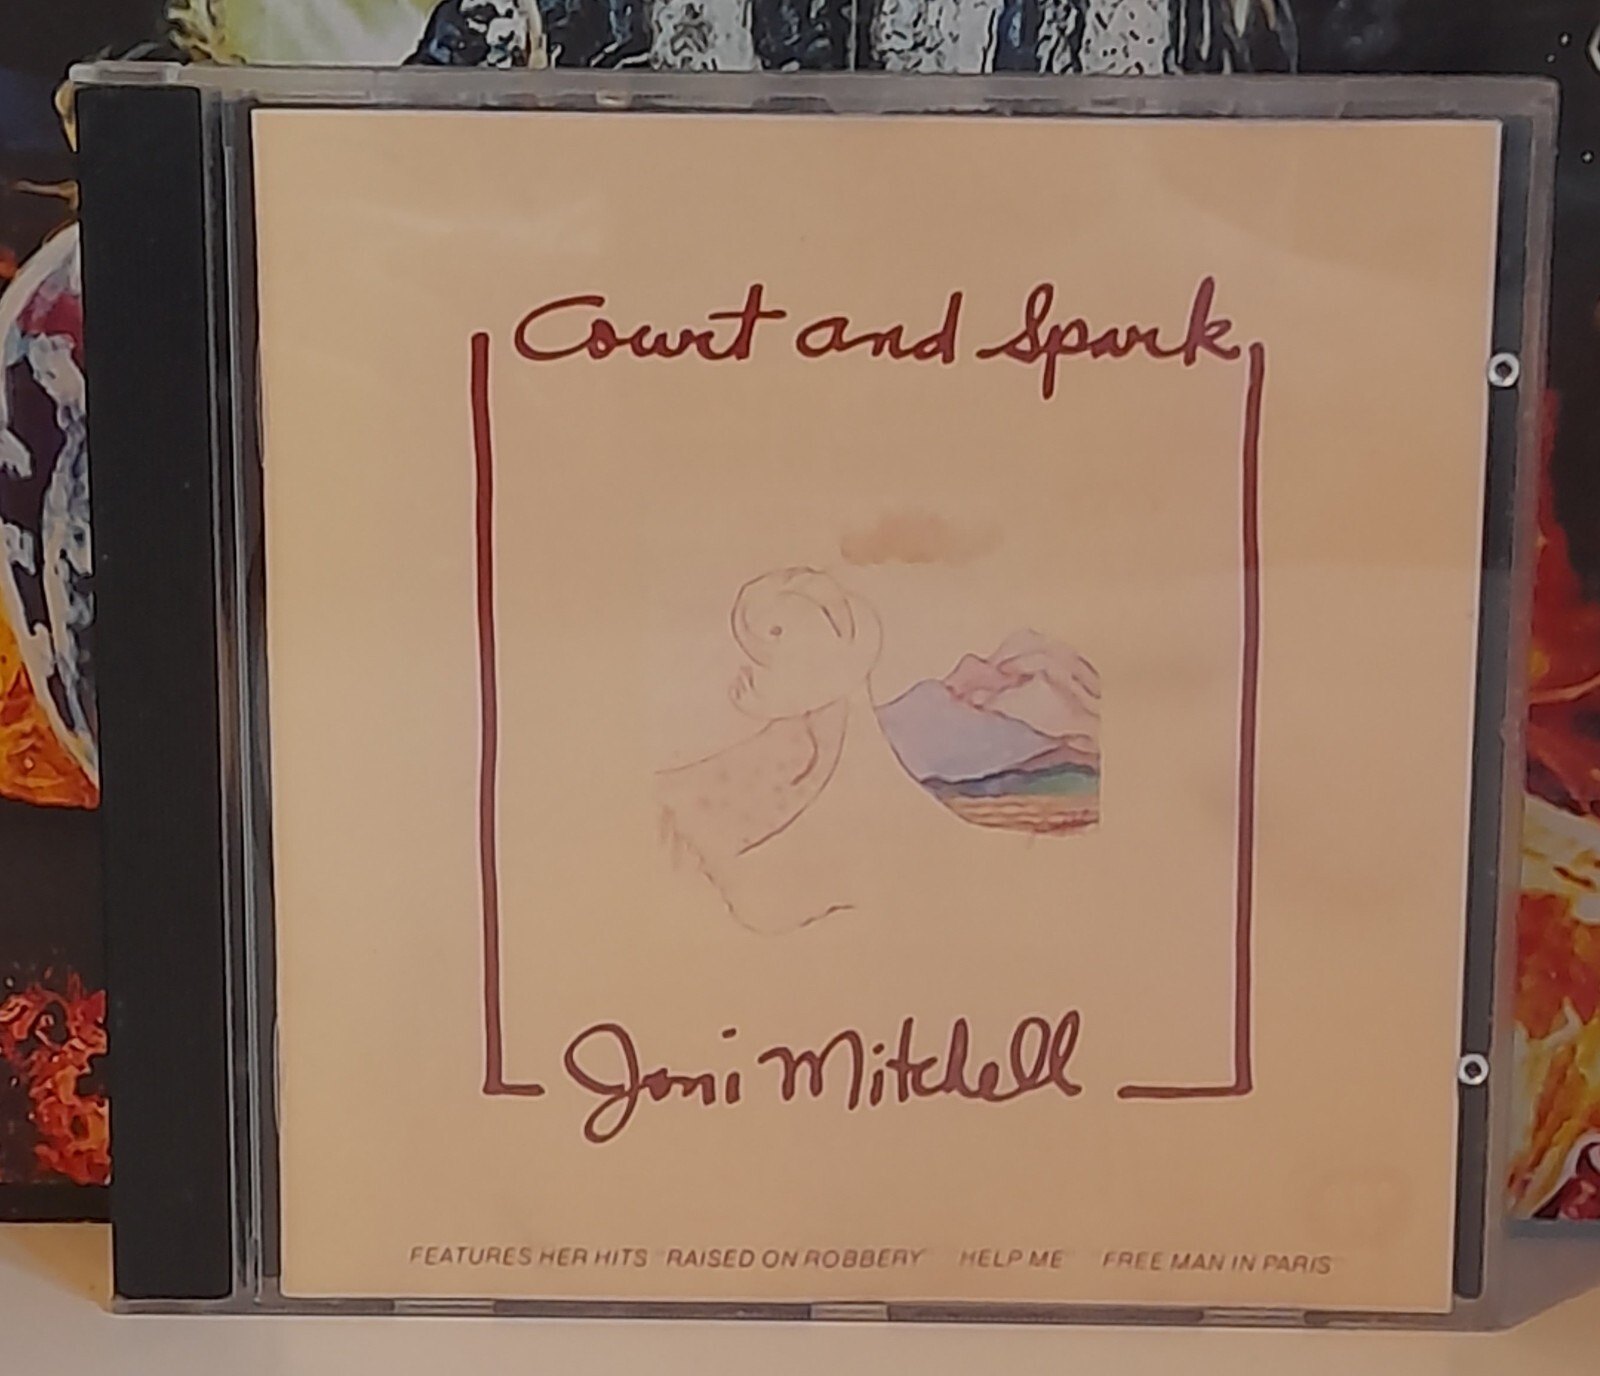 Court and Spark
Joni Mitchell
FEATURES HER HITS "RAISED ON ROBBERY" "HELP ME" "FREE MAN IN PARIS"